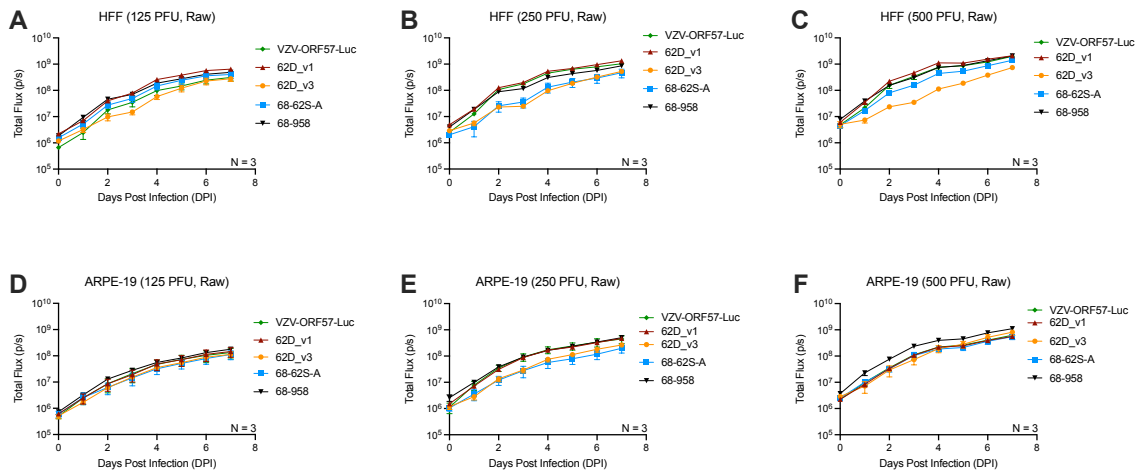 A
HFF (125 PFU, Raw)
Total Flux (p/s)
10^10
10^9
10^8
10^7
10^6
10^5
0 2 4 6 8
Days Post Infection (DPI)
N = 3
VZV-ORF57-Luc
62D_v1
62D_v3
68-62S-A
68-958
B
HFF (250 PFU, Raw)
Total Flux (p/s)
10^10
10^9
10^8
10^7
10^6
10^5
0 2 4 6 8
Days Post Infection (DPI)
N = 3
VZV-ORF57-Luc
62D_v1
62D_v3
68-62S-A
68-958
C
HFF (500 PFU, Raw)
Total Flux (p/s)
10^10
10^9
10^8
10^7
10^6
10^5
0 2 4 6 8
Days Post Infection (DPI)
N = 3
VZV-ORF57-Luc
62D_v1
62D_v3
68-62S-A
68-958
D
ARPE-19 (125 PFU, Raw)
Total Flux (p/s)
10^10
10^9
10^8
10^7
10^6
10^5
0 2 4 6 8
Days Post Infection (DPI)
N = 3
VZV-ORF57-Luc
62D_v1
62D_v3
68-62S-A
68-958
E
ARPE-19 (250 PFU, Raw)
Total Flux (p/s)
10^10
10^9
10^8
10^7
10^6
10^5
0 2 4 6 8
Days Post Infection (DPI)
N = 3
VZV-ORF57-Luc
62D_v1
62D_v3
68-62S-A
68-958
F
ARPE-19 (500 PFU, Raw)
Total Flux (p/s)
10^10
10^9
10^8
10^7
10^6
10^5
0 2 4 6 8
Days Post Infection (DPI)
N = 3
VZV-ORF57-Luc
62D_v1
62D_v3
68-62S-A
68-958